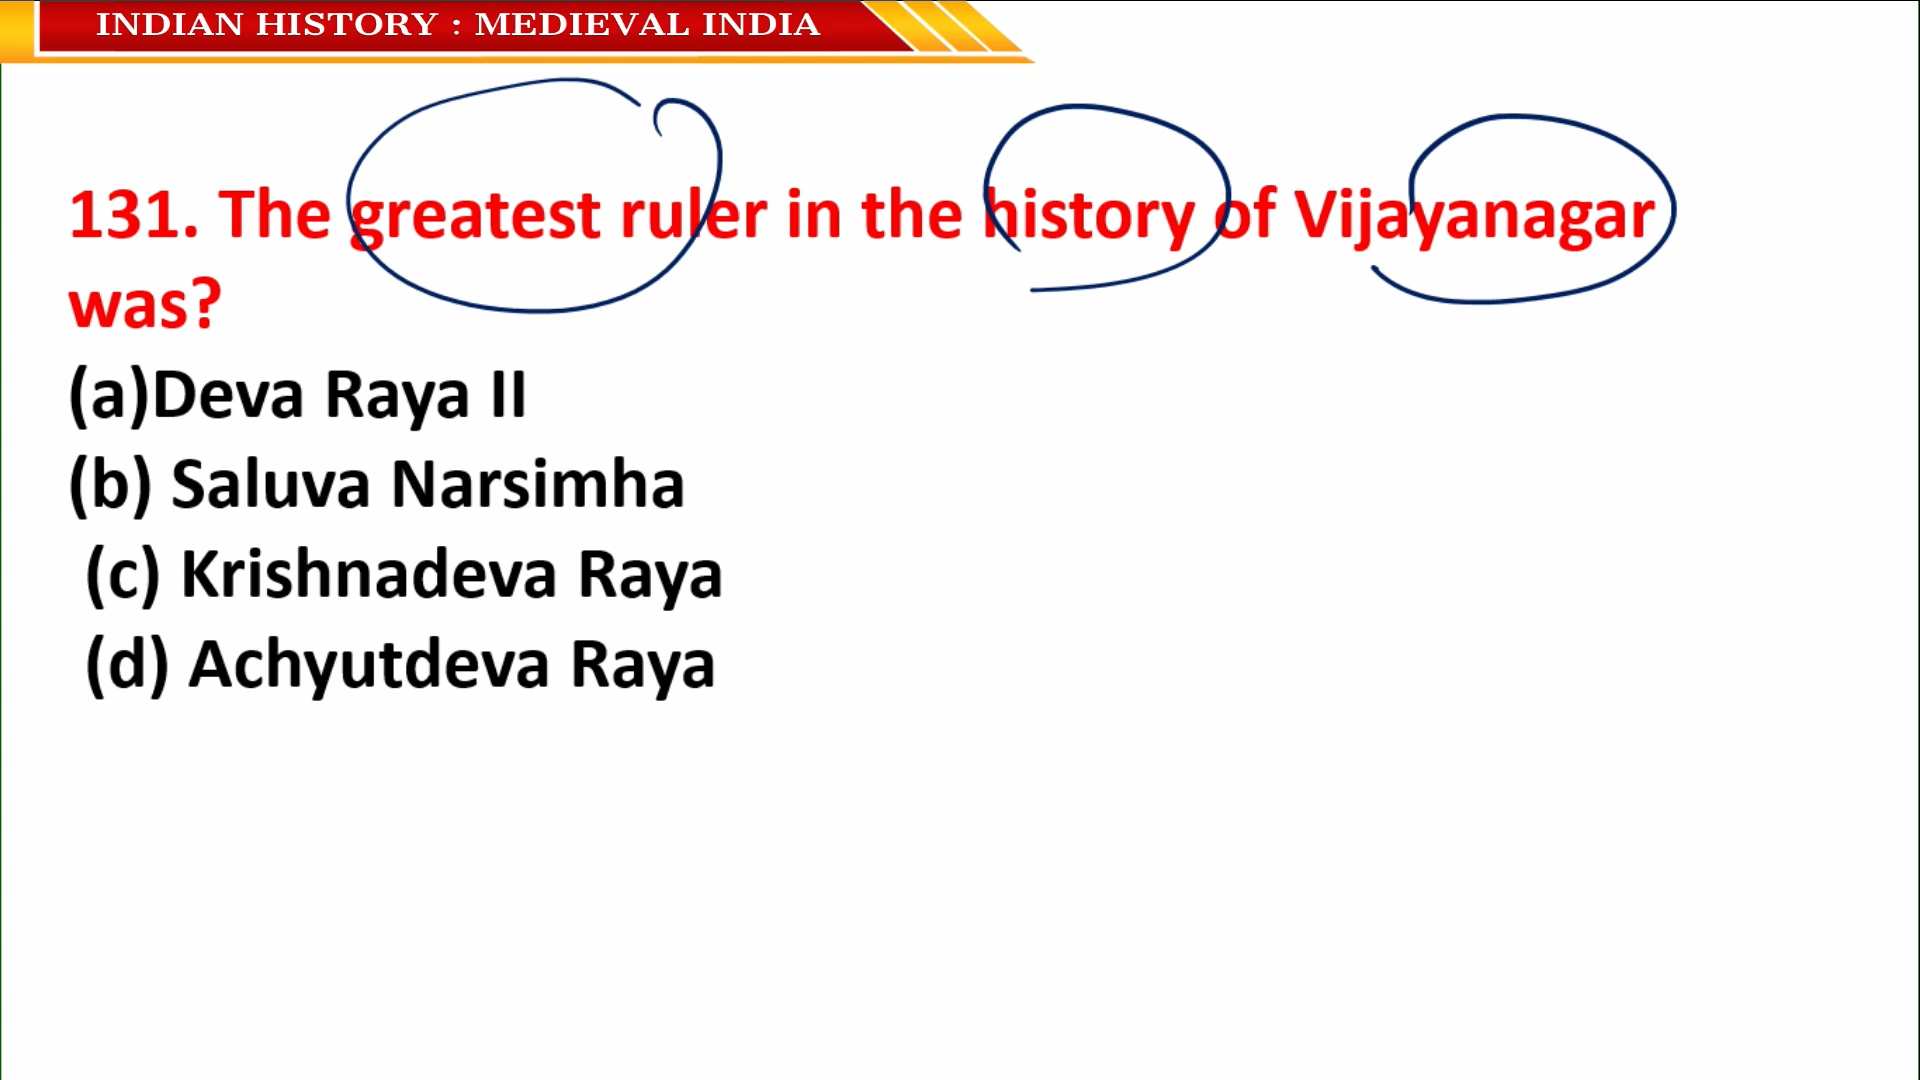 INDIAN HISTORY : MEDIEVAL INDIA
131. The greatest ruler in the history of Vijayanagar
was?
(a)Deva Raya II
(b) Saluva Narsimha
(c) Krishnadeva Raya
(d) Achyutdeva Raya